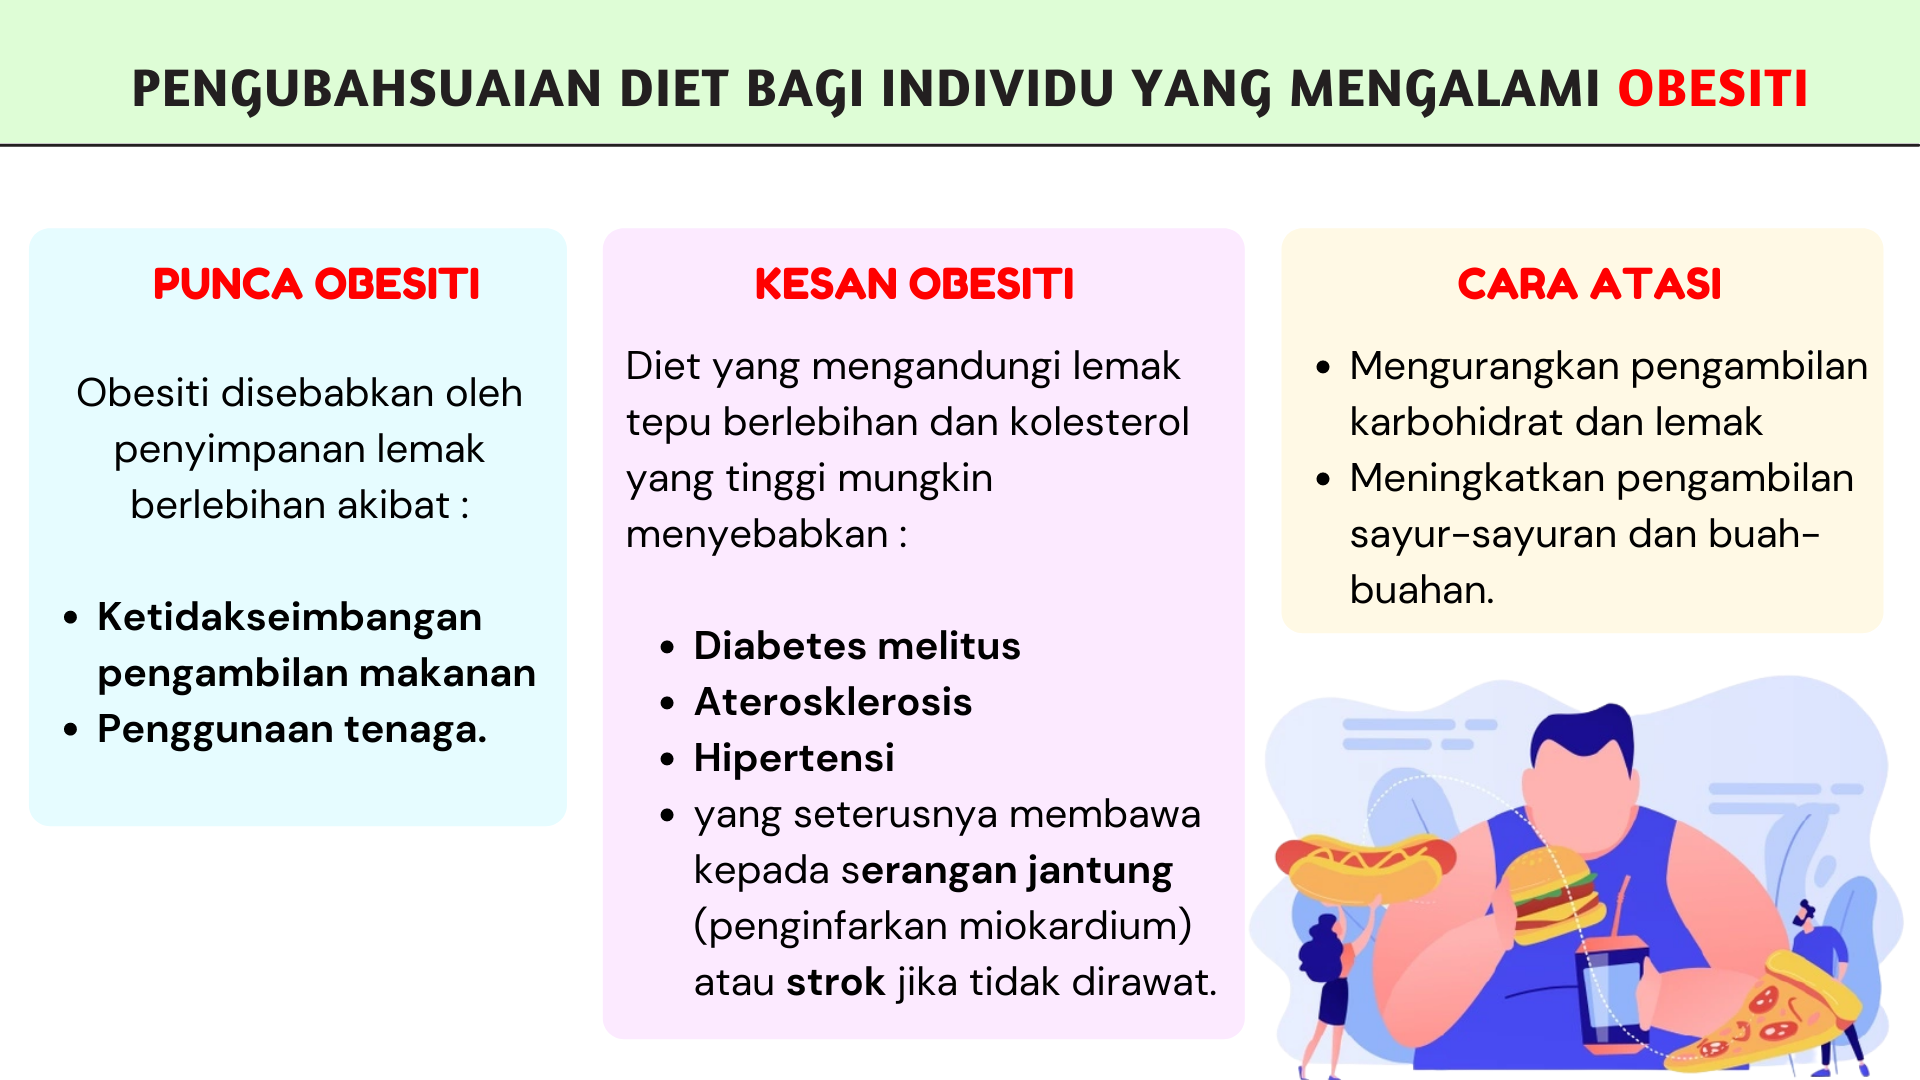 PENGUBAHSUAIAN DIET BAGI INDIVIDU YANG MENGALAMI OBESITI
PUNCA OBESITI
Obesiti disebabkan oleh
penyimpanan lemak
berlebihan akibat :
• Ketidakseimbangan
pengambilan makanan
• Penggunaan tenaga.
KESAN OBESITI
Diet yang mengandungi lemak
tepu berlebihan dan kolesterol
yang tinggi mungkin
menyebabkan :
• Diabetes melitus
• Aterosklerosis
• Hipertensi
• yang seterusnya membawa
kepada serangan jantung
(penginfarkan miokardium)
atau strok jika tidak dirawat.
CARA ATASI
• Mengurangkan pengambilan
karbohidrat dan lemak
• Meningkatkan pengambilan
sayur-sayuran dan buah-
buahan.